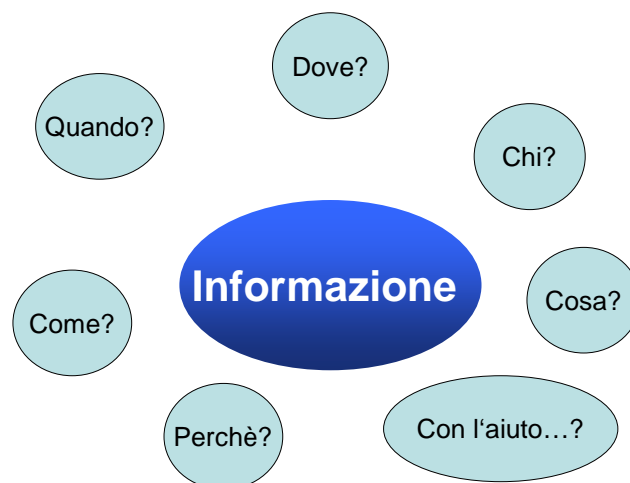 Dove?
Quando?
Chi?
Informazione
Cosa?
Come?
Con l‘aiuto…?
Perchè?